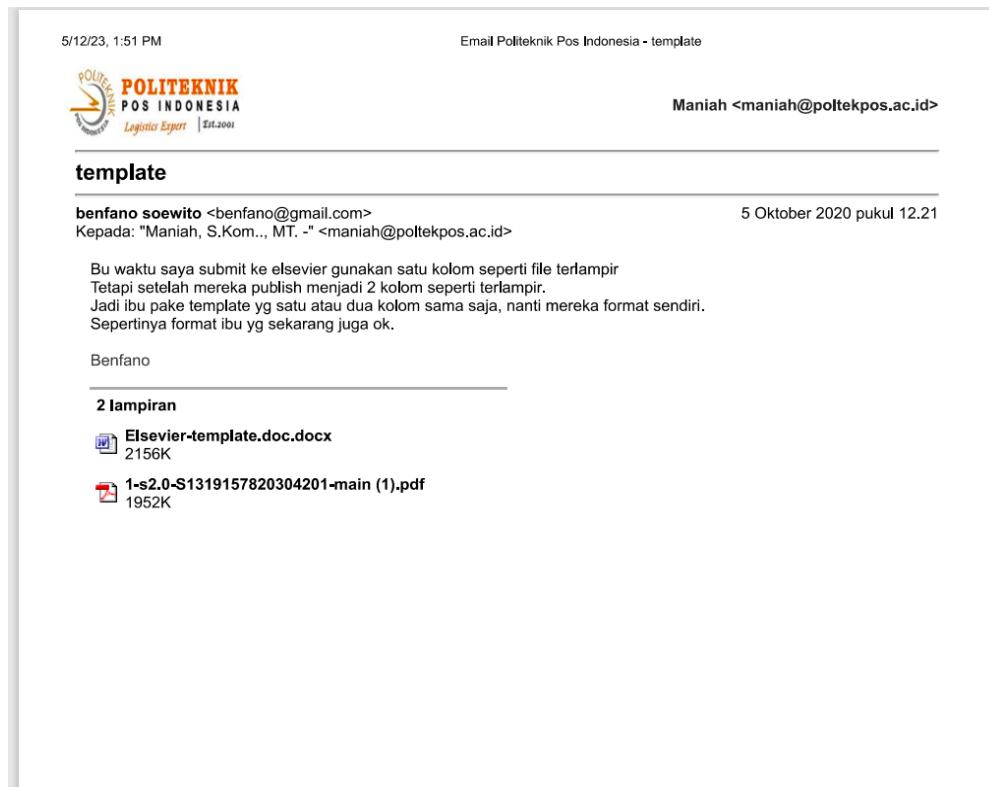 5/12/23, 1:51 PM
Email Politeknik Pos Indonesia - template
POLITEKNIK POS INDONESIA
POLITEKNIK
POS INDONESIA
Logistics Expert | Est.2001
Maniah <maniah@poltekpos.ac.id>
template
benfano soewito <benfano@gmail.com>
5 Oktober 2020 pukul 12.21
Kepada: "Maniah, S.Kom.., MT. -" <maniah@poltekpos.ac.id>
Bu waktu saya submit ke elsevier gunakan satu kolom seperti file terlampir
Tetapi setelah mereka publish menjadi 2 kolom seperti terlampir.
Jadi ibu pake template yg satu atau dua kolom sama saja, nanti mereka format sendiri.
Sepertinya format ibu yg sekarang juga ok.
Benfano
2 lampiran
Elsevier-template.doc.docx
2156K
1-s2.0-S1319157820304201-main (1).pdf
1952K